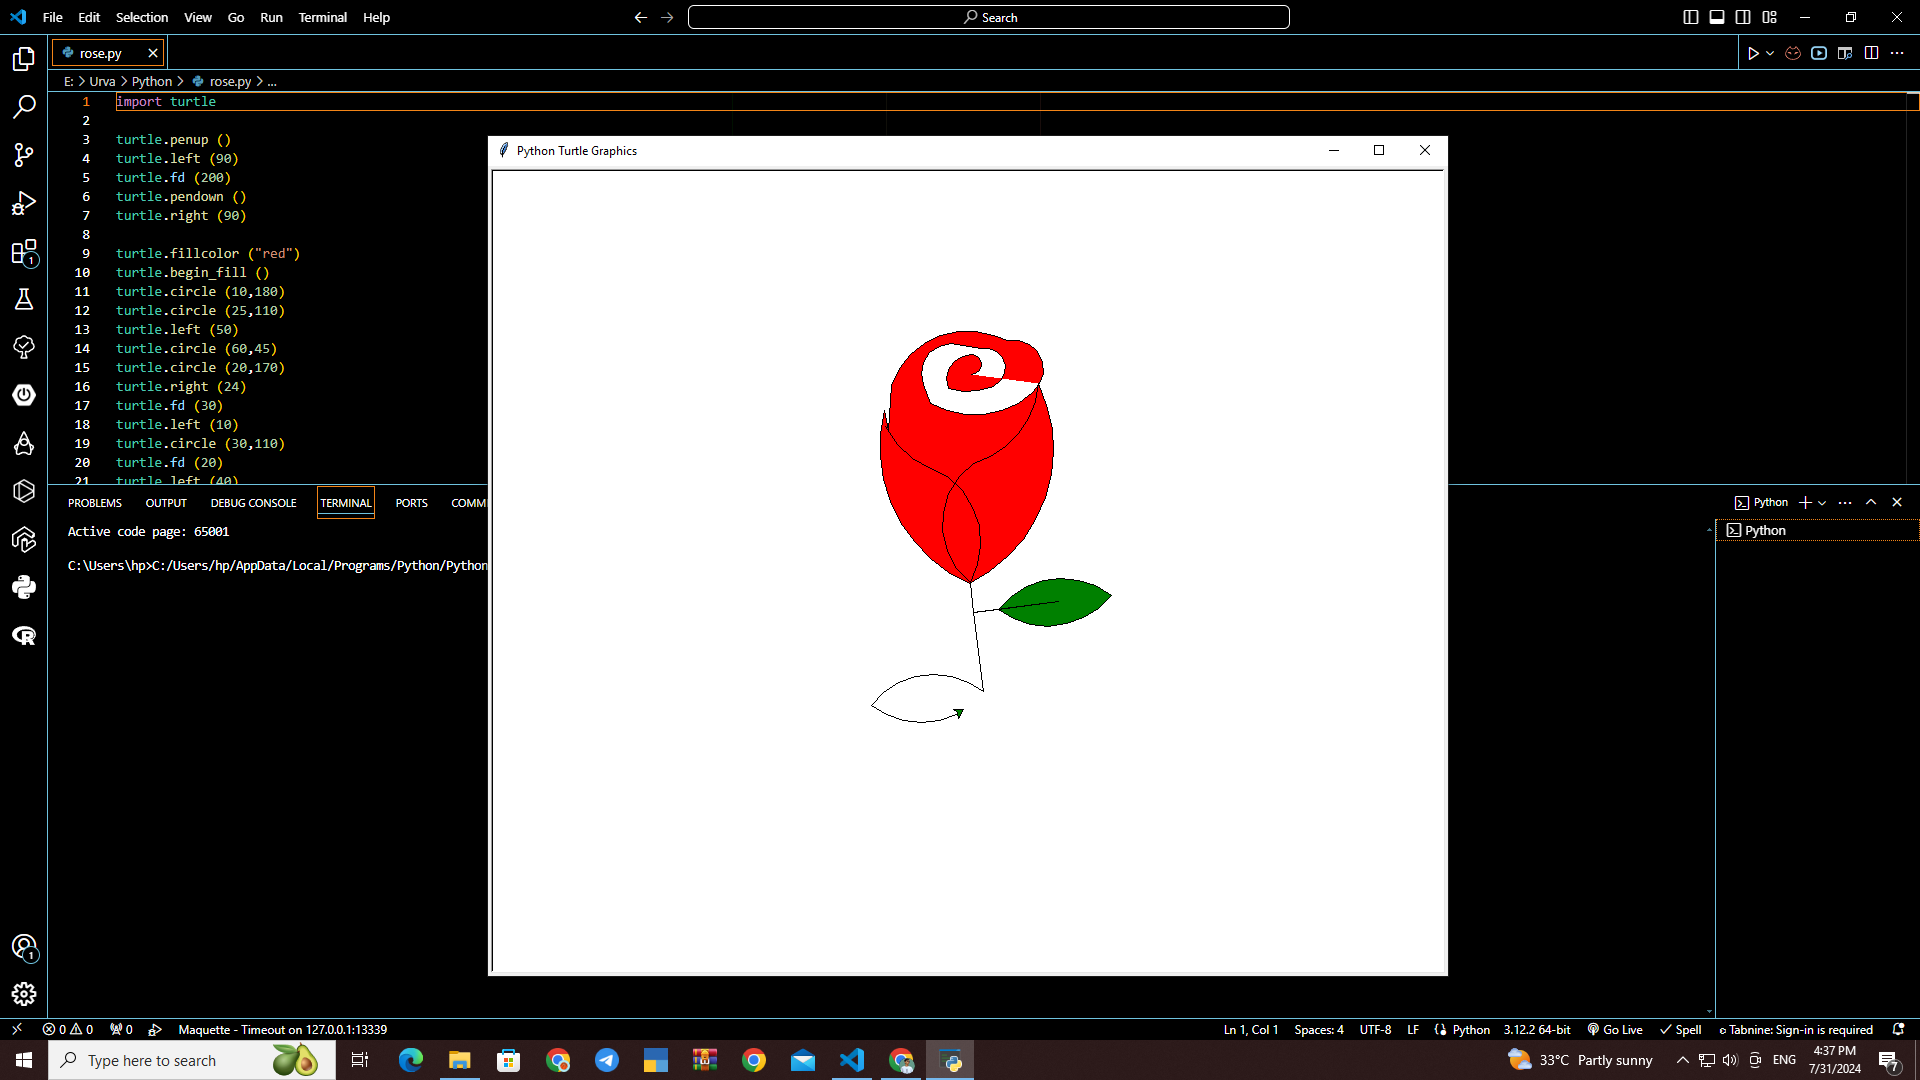 File Edit Selection View Go Run Terminal Help
Search
rose.py
E: > Urva > Python > rose.py > ...
1 import turtle
2
3 turtle.penup ()
4 turtle.left (90)
5 turtle.fd (200)
6 turtle.pendown ()
7 turtle.right (90)
8
9 turtle.fillcolor ("red")
10 turtle.begin_fill ()
11 turtle.circle (10,180)
12 turtle.circle (25,110)
13 turtle.left (50)
14 turtle.circle (60,45)
15 turtle.circle (20,170)
16 turtle.right (24)
17 turtle.fd (30)
18 turtle.left (10)
19 turtle.circle (30,110)
20 turtle.fd (20)
21 turtle.left (40)
Python Turtle Graphics
PROBLEMS OUTPUT DEBUG CONSOLE TERMINAL PORTS COMM
Python
Active code page: 65001
Python
C:\Users\hp>C:/Users/hp/AppData/Local/Programs/Python/Python
1
1
0 0 0 Maquette - Timeout on 127.0.0.1:13339 Ln 1, Col 1 Spaces: 4 UTF-8 LF Python 3.12.2 64-bit Go Live Spell Tabnine: Sign-in is required
Type here to search
33°C Partly sunny ENG 4:37 PM
7/31/2024
7